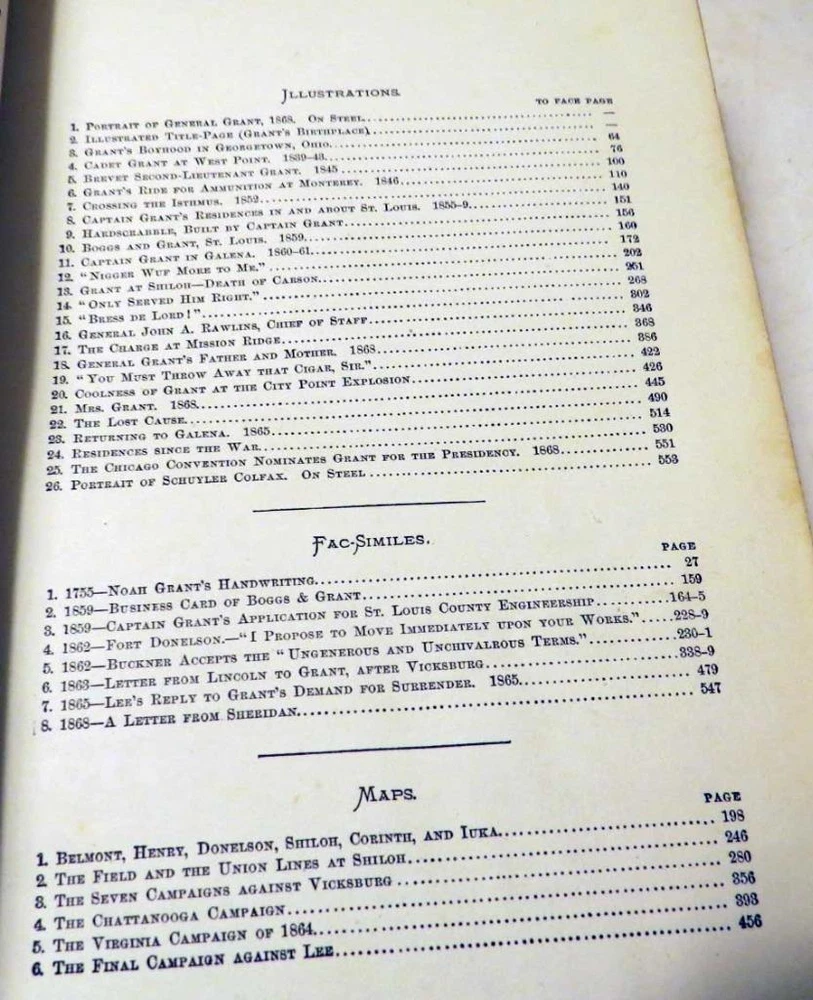 ILLUSTRATIONS.
TO FACE PAGE
1. PORTRAIT OF GENERAL GRANT, 1868. ON STEEL —
2. ILLUSTRATED TITLE-PAGE (GRANT'S BIRTHPLACE) —
3. GRANT'S BOYHOOD IN GEORGETOWN, OHIO 64
4. CADET GRANT AT WEST POINT. 1839-43 76
5. BREVET SECOND-LIEUTENANT GRANT. 1845 100
6. GRANT'S RIDE FOR AMMUNITION AT MONTEREY. 1846 110
7. CROSSING THE ISTHMUS. 1852 140
8. CAPTAIN GRANT'S RESIDENCES IN AND ABOUT ST. LOUIS. 1855-9 151
9. HARDSCRABBLE, BUILT BY CAPTAIN GRANT 156
10. BOGGS AND GRANT, ST. LOUIS. 1859 160
11. CAPTAIN GRANT IN GALENA. 1860-61 172
12. "NIGGER WUF MORE TO ME." 202
13. GRANT AT SHILOH—DEATH OF CARSON 251
14. "ONLY SERVED HIM RIGHT." 268
15. "BRESS DE LORD!" 302
16. GENERAL JOHN A. RAWLINS, CHIEF OF STAFF 346
17. THE CHARGE AT MISSION RIDGE 368
18. GENERAL GRANT'S FATHER AND MOTHER. 1868 386
19. "YOU MUST THROW AWAY THAT CIGAR, SIR." 422
20. COOLNESS OF GRANT AT THE CITY POINT EXPLOSION 426
21. MRS. GRANT. 1868 445
22. THE LOST CAUSE 490
23. RETURNING TO GALENA. 1865 514
24. RESIDENCES SINCE THE WAR 530
25. THE CHICAGO CONVENTION NOMINATES GRANT FOR THE PRESIDENCY. 1868 551
26. PORTRAIT OF SCHUYLER COLFAX. ON STEEL 553
FAC-SIMILES.
PAGE
1. 1755—NOAH GRANT'S HANDWRITING 27
2. 1859—BUSINESS CARD OF BOGGS & GRANT 159
3. 1859—CAPTAIN GRANT'S APPLICATION FOR ST. LOUIS COUNTY ENGINEERSHIP 164-5
4. 1862—FORT DONELSON.—"I PROPOSE TO MOVE IMMEDIATELY UPON YOUR WORKS." 228-9
5. 1862—BUCKNER ACCEPTS THE "UNGENEROUS AND UNCHIVALROUS TERMS." 230-1
6. 1863—LETTER FROM LINCOLN TO GRANT, AFTER VICKSBURG 338-9
7. 1865—LEE'S REPLY TO GRANT'S DEMAND FOR SURRENDER. 1865 479
8. 1868—A LETTER FROM SHERIDAN 547
MAPS.
PAGE
1. BELMONT, HENRY, DONELSON, SHILOH, CORINTH, AND IUKA 198
2. THE FIELD AND THE UNION LINES AT SHILOH 246
3. THE SEVEN CAMPAIGNS AGAINST VICKSBURG 280
4. THE CHATTANOOGA CAMPAIGN 356
5. THE VIRGINIA CAMPAIGN OF 1864 393
6. THE FINAL CAMPAIGN AGAINST LEE 456